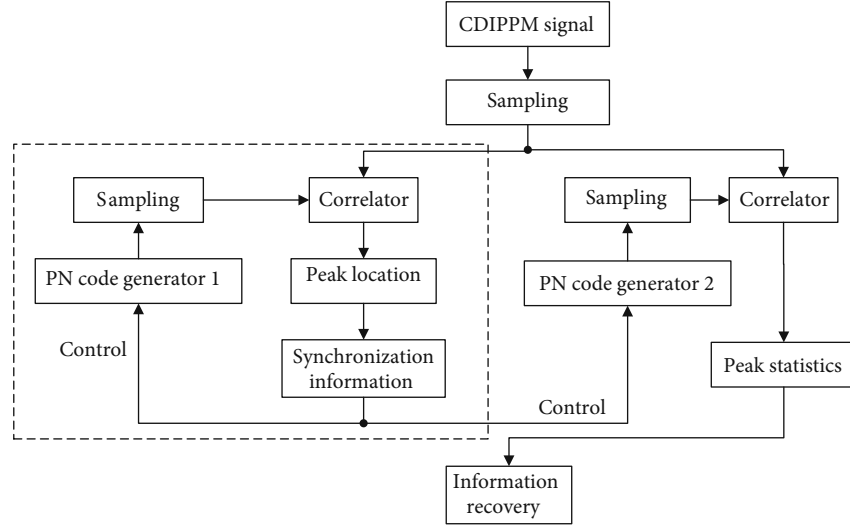 CDIPPM signal
Sampling
Sampling
Correlator
Sampling
Correlator
PN code generator 1
Peak location
PN code generator 2
Control
Synchronization
information
Peak statistics
Control
Information
recovery